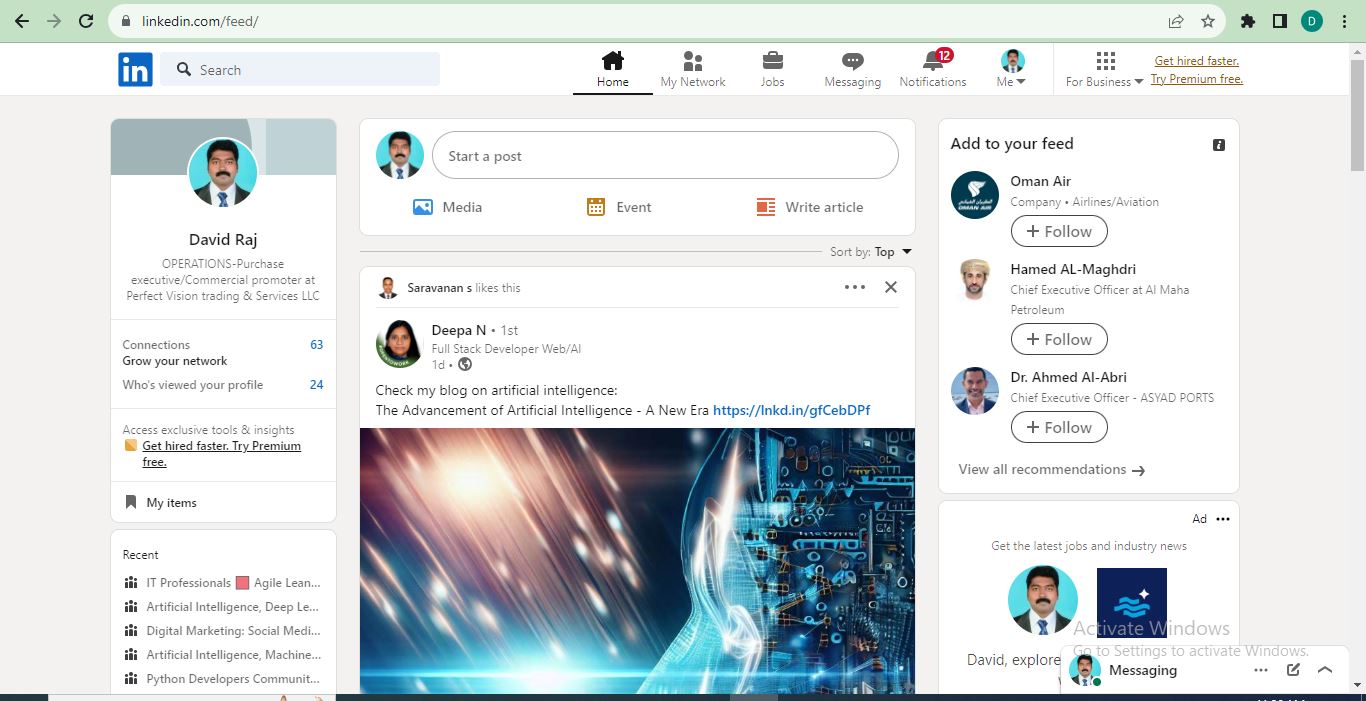 linkedin.com/feed/
D
in
Search
Home
My Network
Jobs
Messaging
12
Notifications
Me
For Business
Get hired faster.
Try Premium free.
David Raj
OPERATIONS-Purchase
executive/Commercial promoter at
Perfect Vision trading & Services LLC
Connections 63
Grow your network
Who's viewed your profile 24
Access exclusive tools & insights
Get hired faster. Try Premium
free.
My items
Recent
IT Professionals 🟥 Agile Lean...
Artificial Intelligence, Deep Le...
Digital Marketing: Social Medi...
Artificial Intelligence, Machine...
Python Developers Communit...
Start a post
Media
Event
Write article
Sort by: Top
Saravanan s likes this
Deepa N • 1st
Full Stack Developer Web/AI
1d •
#OPENTOWORK
Check my blog on artificial intelligence:
The Advancement of Artificial Intelligence - A New Era https://lnkd.in/gfCebDPf
Add to your feed
OMAN AIR
Oman Air
Company • Airlines/Aviation
+ Follow
Hamed AL-Maghdri
Chief Executive Officer at Al Maha
Petroleum
+ Follow
Dr. Ahmed Al-Abri
Chief Executive Officer - ASYAD PORTS
+ Follow
View all recommendations →
Ad •••
Get the latest jobs and industry news
Activate Windows
Go to Settings to activate Windows.
David, explore
Messaging